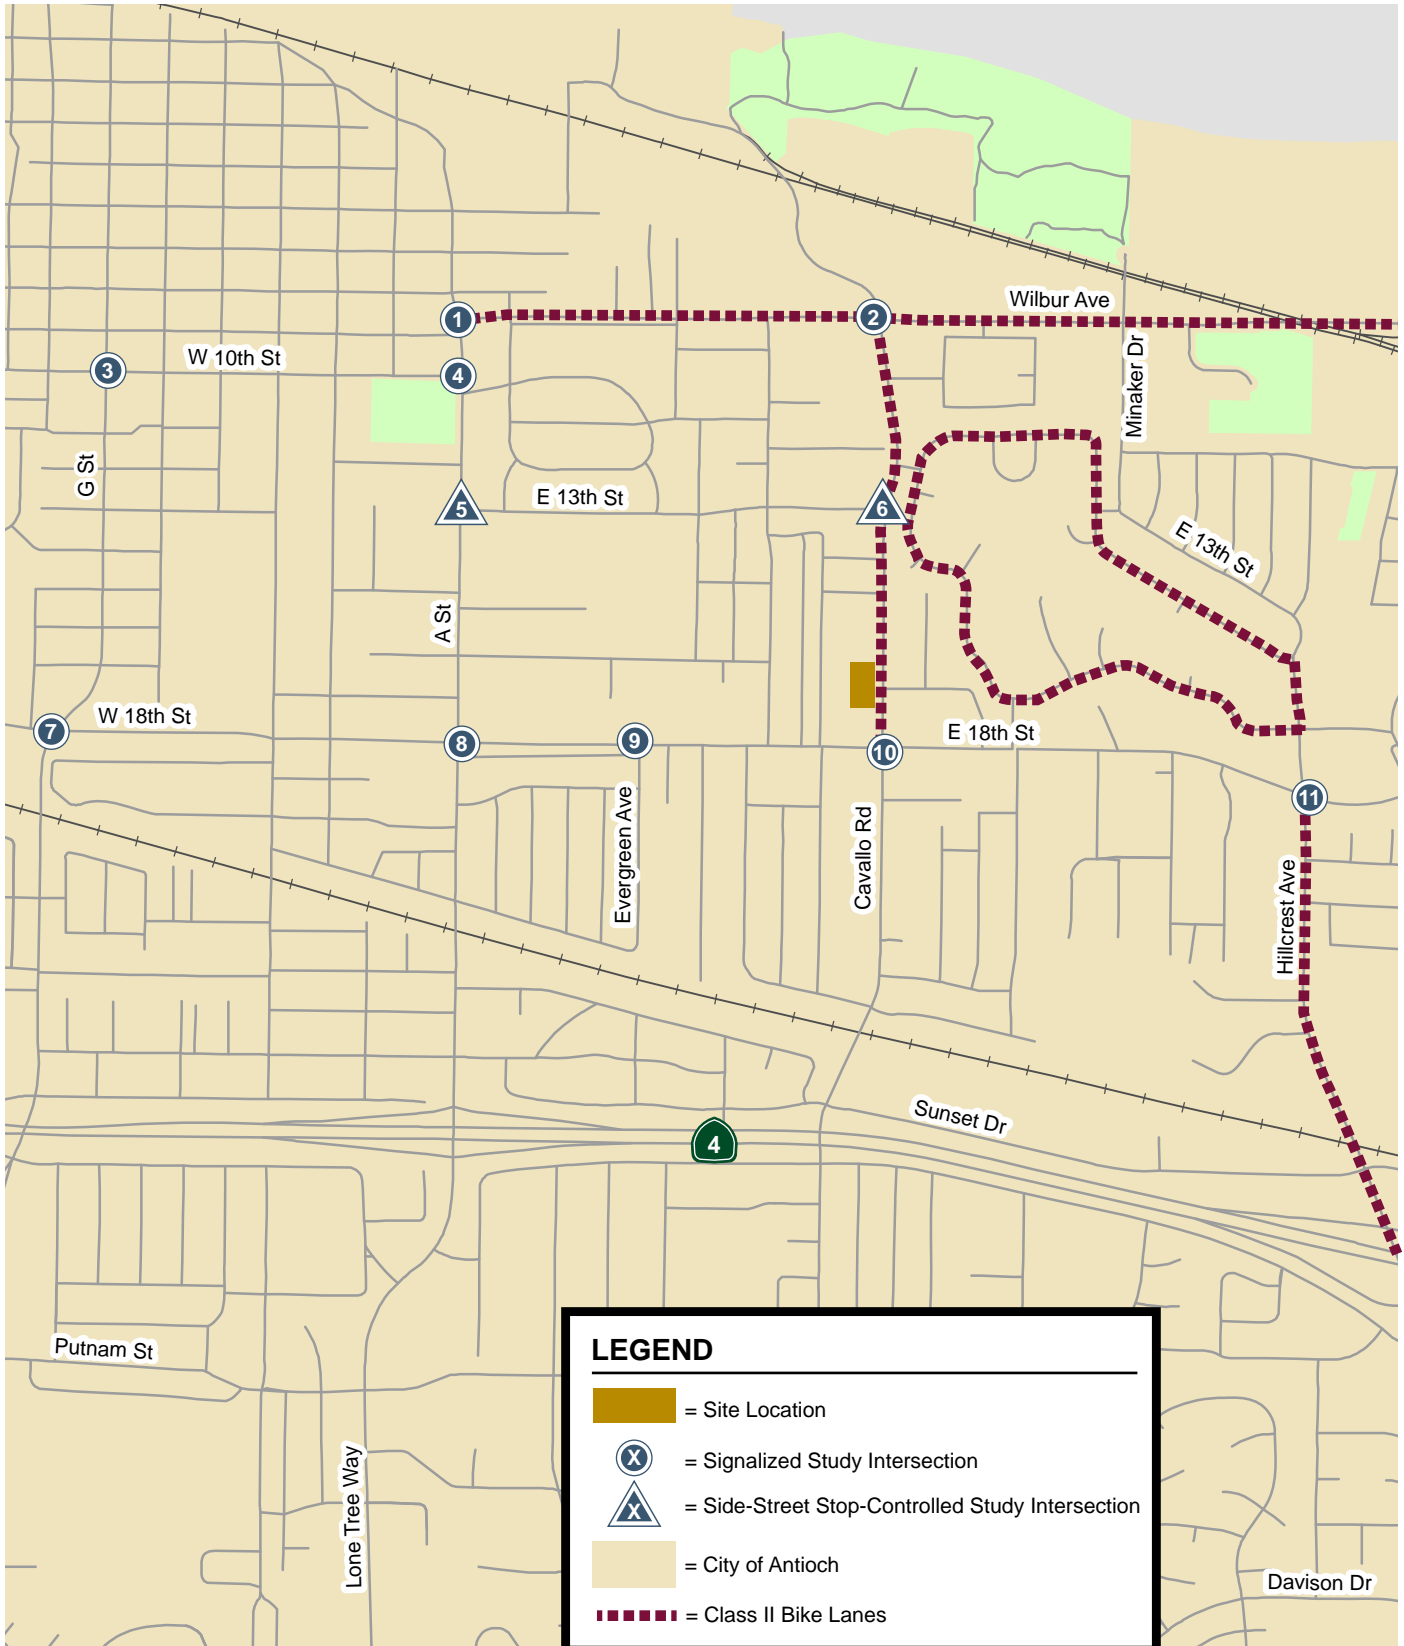 Wilbur Ave
1
2
Minaker Dr
W 10th St
3
4
G St
E 13th St
5
6
E 13th St
A St
W 18th St
7
8
9
10
E 18th St
11
Evergreen Ave
Cavallo Rd
Hillcrest Ave
Sunset Dr
4
Putnam St
Lone Tree Way
LEGEND
= Site Location
X = Signalized Study Intersection
X = Side-Street Stop-Controlled Study Intersection
= City of Antioch
= Class II Bike Lanes
Davison Dr